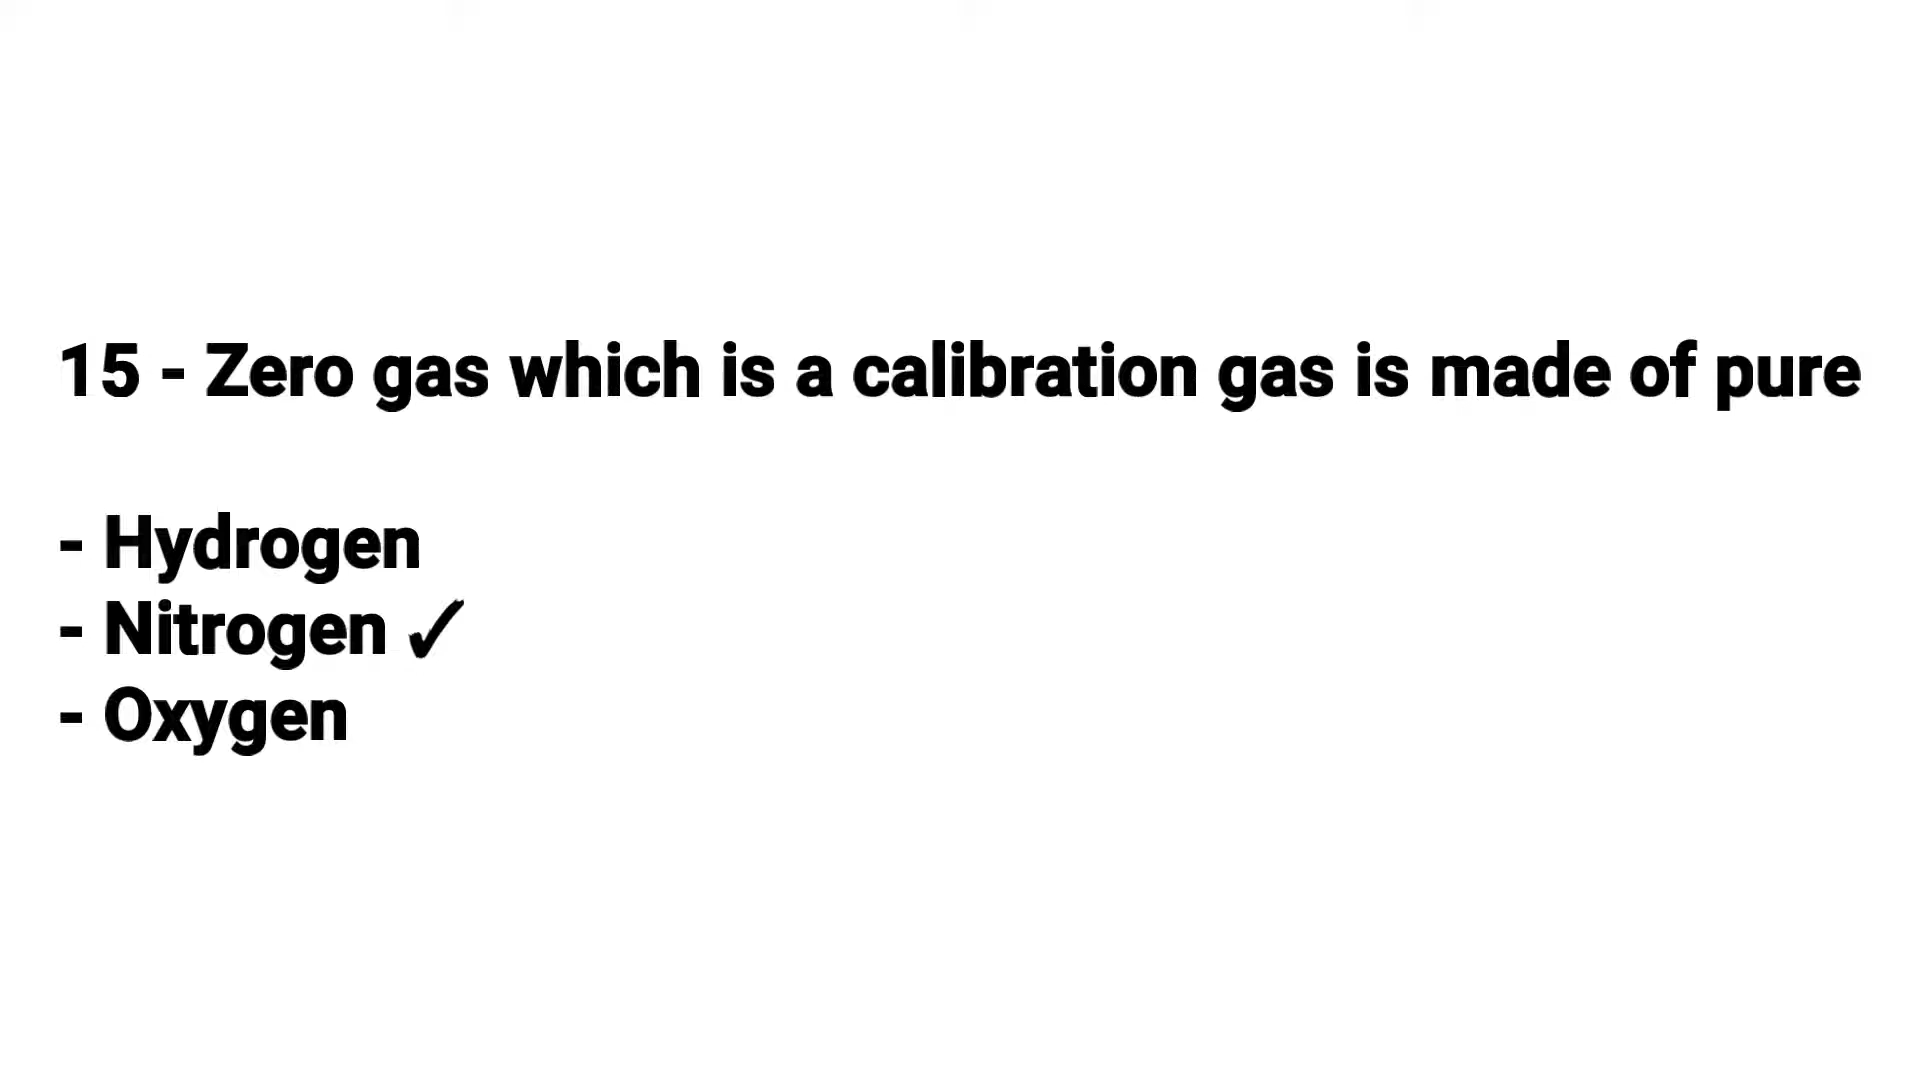 15 - Zero gas which is a calibration gas is made of pure
- Hydrogen
- Nitrogen ✓
- Oxygen